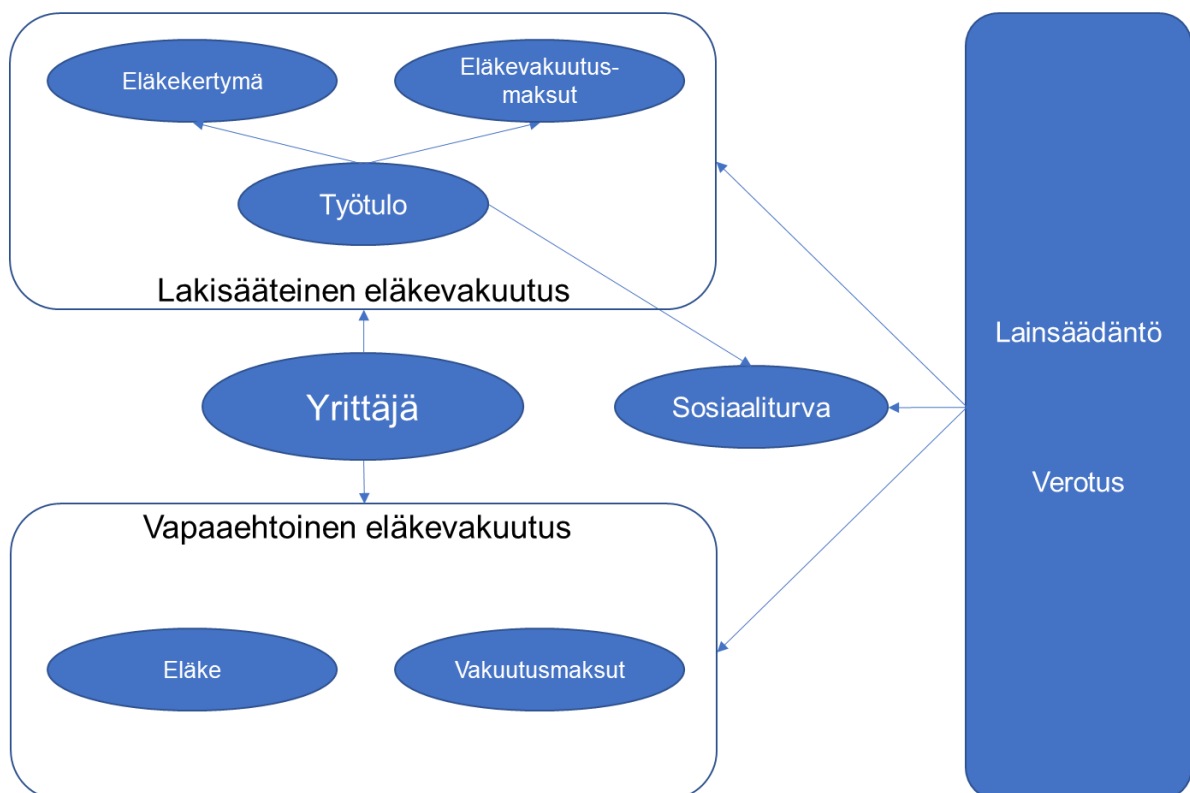 Eläkekertymä
Eläkevakuutus-
maksut
Työtulo
Lakisääteinen eläkevakuutus
Yrittäjä
Sosiaaliturva
Vapaaehtoinen eläkevakuutus
Eläke
Vakuutusmaksut
Lainsäädäntö
Verotus